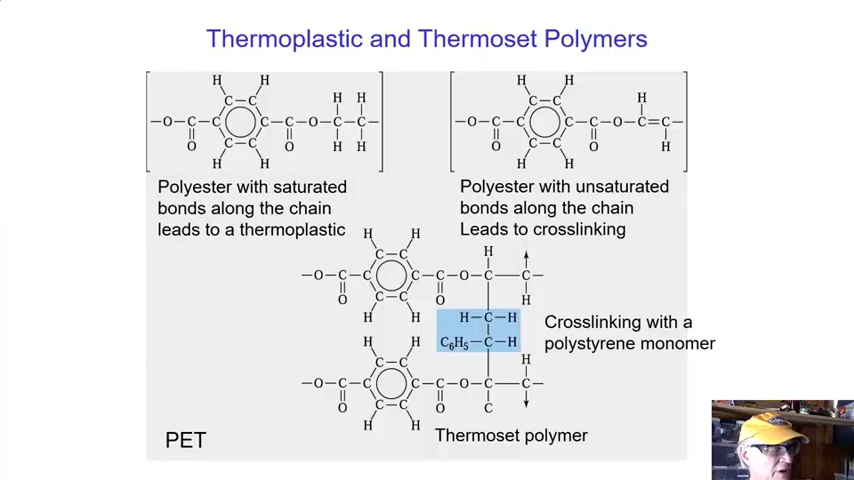 Thermoplastic and Thermoset Polymers
H H H H
C—C C—C
—O—C—C C—C—O—C—C—
O C—C O H H
H H
H H H
C—C C—C
—O—C—C C—C—O—C=C—
O C—C O H
H H
Polyester with saturated
bonds along the chain
leads to a thermoplastic
Polyester with unsaturated
bonds along the chain
Leads to crosslinking
H H H
C—C
—O—C—C C—C—O—C—C—
O C—C O H
H H H—C—H
C₆H₅—C—H
Crosslinking with a
polystyrene monomer
H H H
C—C
—O—C—C C—C—O—C—C—
O C—C O C
H H
PET
Thermoset polymer